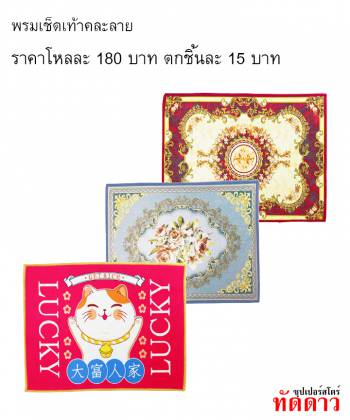 พรมเช็ดเท้าคละลาย
ราคาโหลละ 180 บาท ตกชิ้นละ 15 บาท
GET RICH
LUCKY
LUCKY
大富人家
ซุปเปอร์สโตร์
ทัดดาว